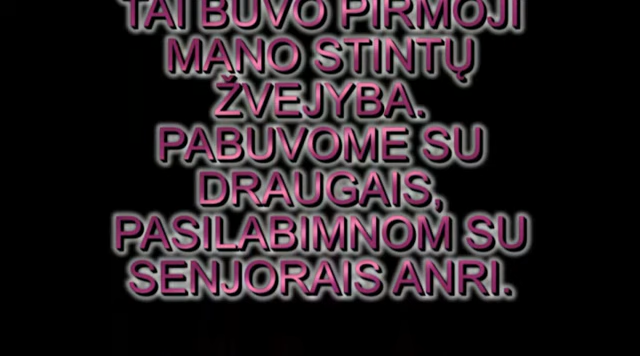 TAI BUVO PIRMOJI
MANO STINTŲ
ŽVEJYBA.
PABUVOME SU
DRAUGAIS,
PASILABIMNOM SU
SENJORAIS ANRI.